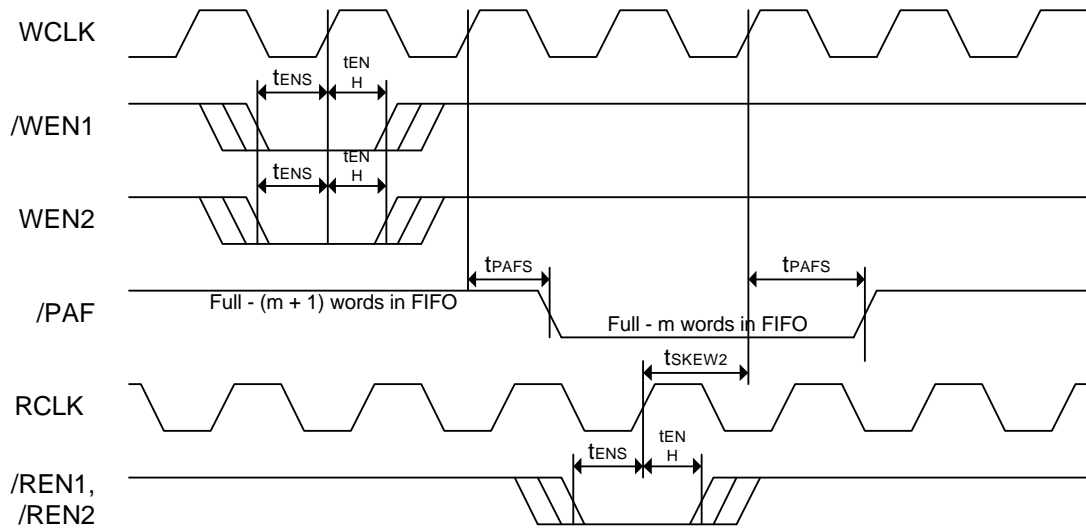 WCLK
tENS
tEN
H
/WEN1
tENS
tEN
H
WEN2
tPAFS
tPAFS
/PAF
Full - (m + 1) words in FIFO
Full - m words in FIFO
tSKEW2
RCLK
tENS
tEN
H
/REN1,
/REN2